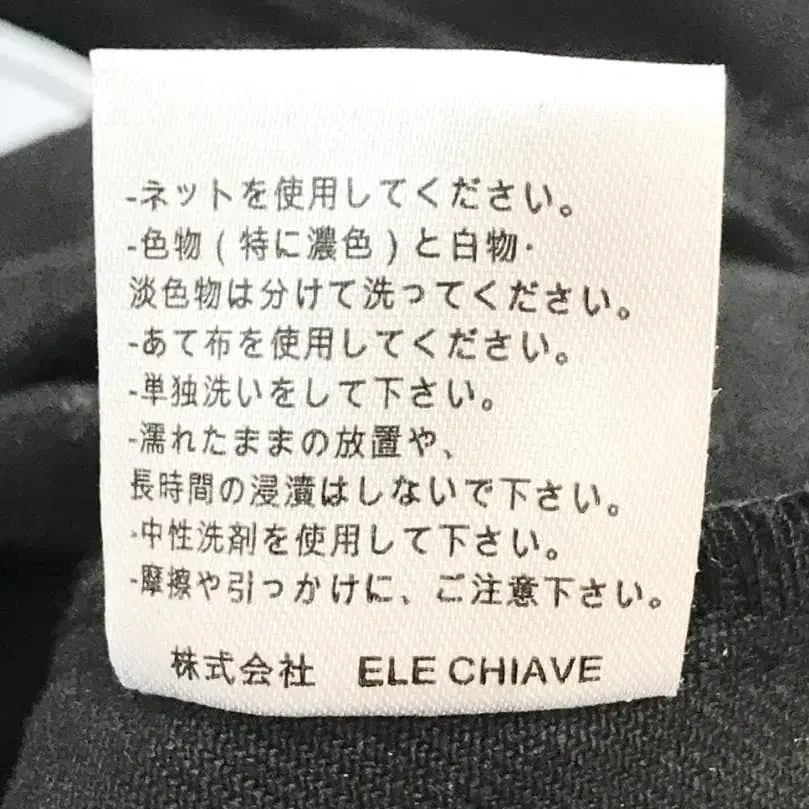 -ネットを使用してください。
-色物(特に濃色)と白物・
淡色物は分けて洗ってください。
-あて布を使用してください。
-単独洗いをして下さい。
-濡れたままの放置や、
長時間の浸漬はしないで下さい。
-中性洗剤を使用して下さい。
-摩擦や引っかけに、ご注意下さい。
株式会社 ELE CHIAVE